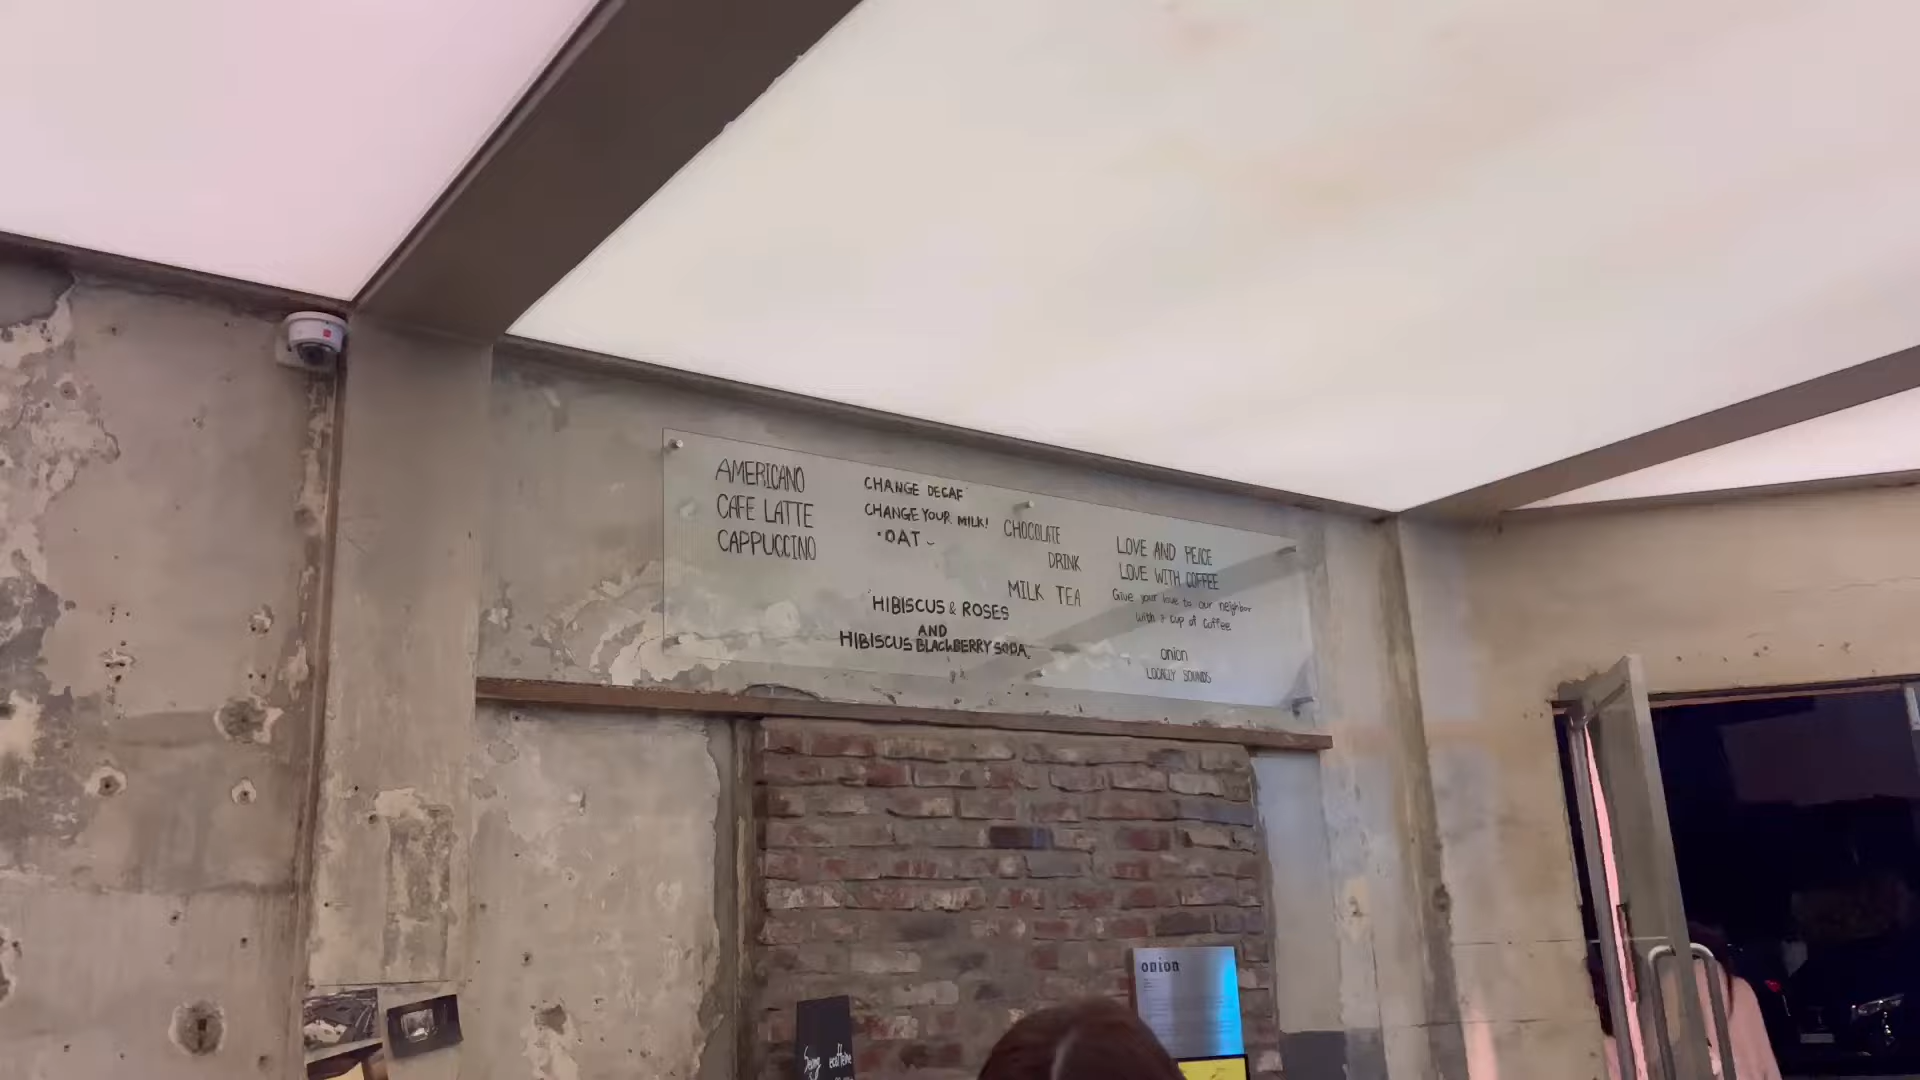 AMERICANO
CAFE LATTE
CAPPUCCINO
CHANGE DECAF
CHANGE YOUR MILK!
·OAT~
HIBISCUS & ROSES
AND
HIBISCUS BLACKBERRY SODA,
CHOCOLATE
DRINK
MILK TEA
LOVE AND PEACE
LOVE WITH COFFEE
Give your love to our neighbor
with a cup of coffee
onion
LOCALLY SOUNDS
onion